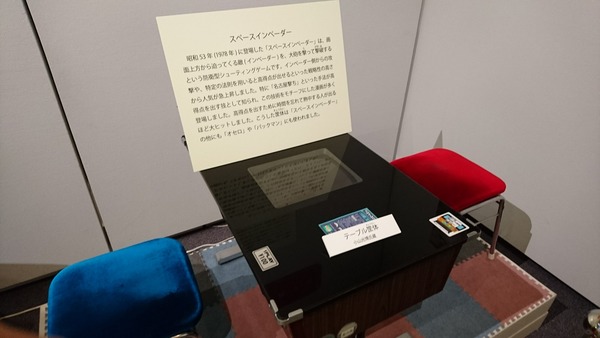 スペースインベーダー
昭和53年(1978年)に登場した「スペースインベーダー」は、画
面上方から迫ってくる敵(インベーダー)を、大砲を撃って撃破する
という防衛型シューティングゲームです。インベーダー側からの攻
撃や、特定の法則を用いると高得点が出せるといった戦略性の高さ
から人気が急上昇しました。特に「名古屋撃ち」といった手法が高
得点を出す技として知られ、この技術をモチーフにした漫画が多く
登場しました。高得点を出すために時間を忘れて熱中する人が出る
ほど大ヒットしました。こうした筐体は「スペースインベーダー」
の他にも「オセロ」や「パックマン」にも使われました。
テーブル筐体